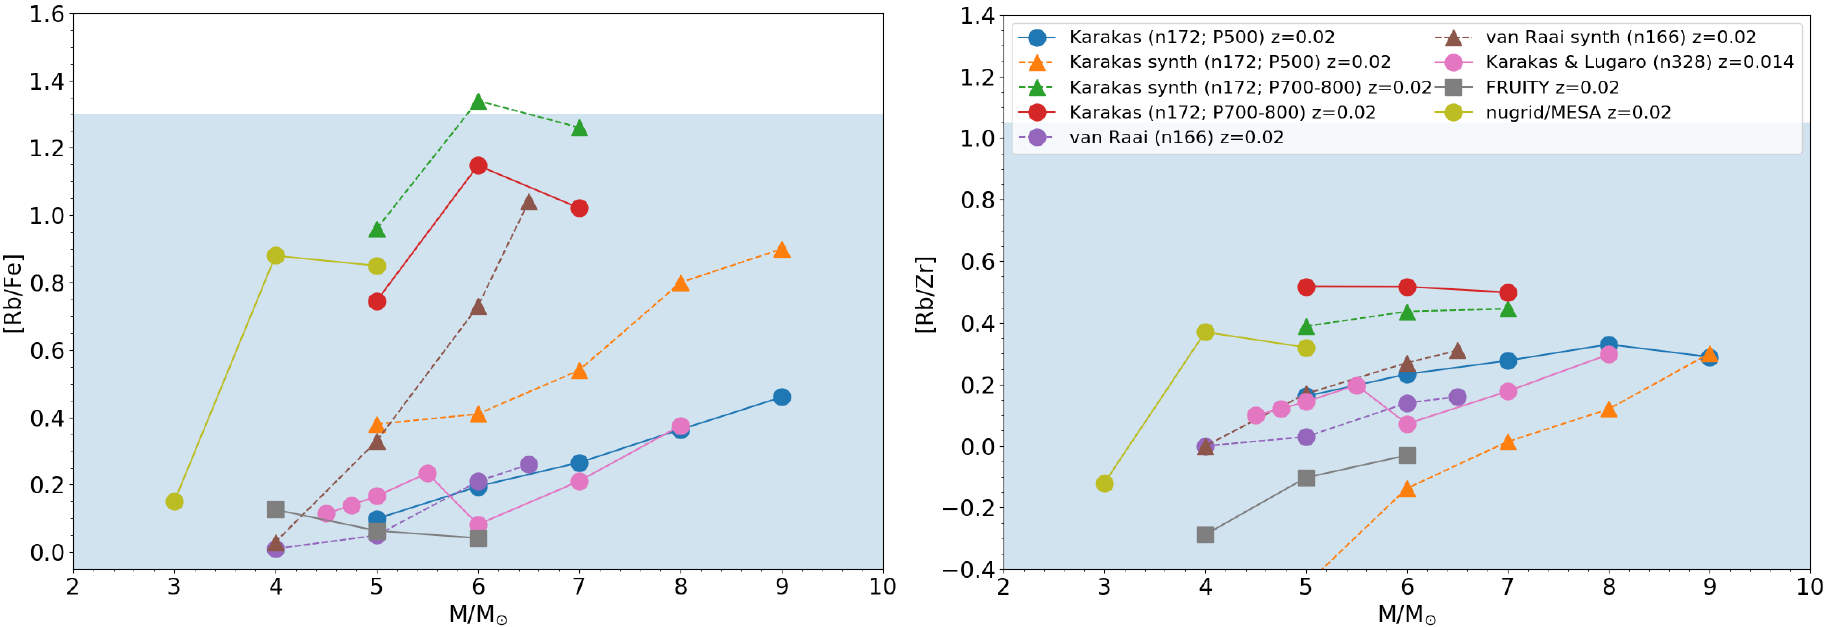 1.6
1.4
1.2
1.0
0.8
0.6
0.4
0.2
0.0
[Rb/Fe]
2 3 4 5 6 7 8 9 10
M/M☉
1.4
1.2
1.0
0.8
0.6
0.4
0.2
0.0
−0.2
−0.4
[Rb/Zr]
Karakas (n172; P500) z=0.02
Karakas synth (n172; P500) z=0.02
Karakas synth (n172; P700-800) z=0.02
Karakas (n172; P700-800) z=0.02
van Raai (n166) z=0.02
van Raai synth (n166) z=0.02
Karakas & Lugaro (n328) z=0.014
FRUITY z=0.02
nugrid/MESA z=0.02
2 3 4 5 6 7 8 9 10
M/M☉